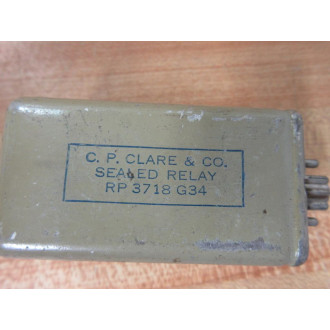 C. P. CLARE & CO.
SEALED RELAY
RP 3718 G34